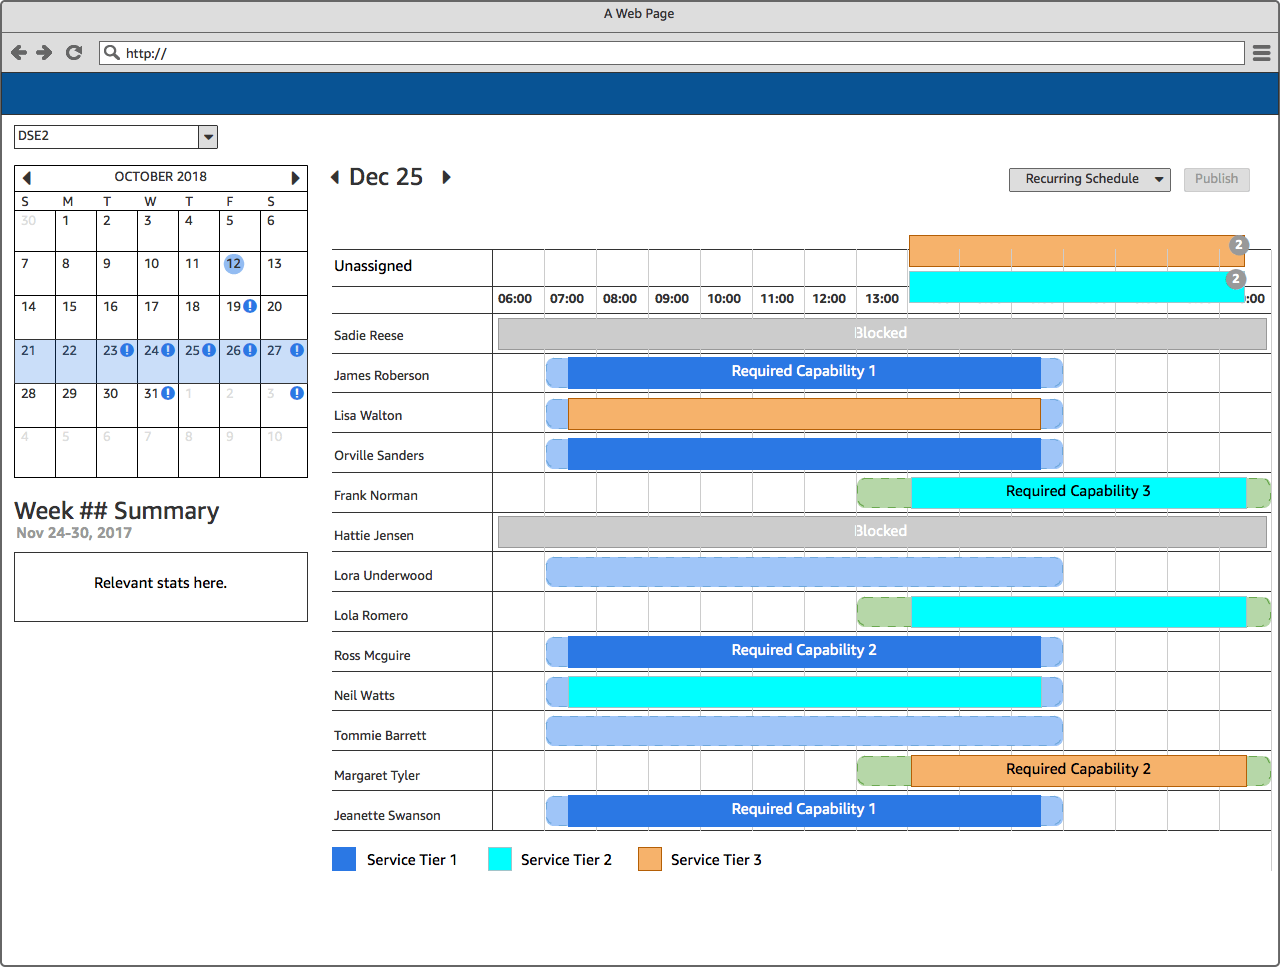 A Web Page
http://
DSE2
OCTOBER 2018
S M T W T F S
30 1 2 3 4 5 6
7 8 9 10 11 12 13
14 15 16 17 18 19 ! 20
21 22 23 ! 24 ! 25 ! 26 ! 27 !
28 29 30 31 ! 1 2 3 !
4 5 6 7 8 9 10
Week ## Summary
Nov 24-30, 2017
Relevant stats here.
Dec 25
Recurring Schedule
Publish
2
Unassigned
2
06:00 07:00 08:00 09:00 10:00 11:00 12:00 13:00 :00
Sadie Reese Blocked
James Roberson Required Capability 1
Lisa Walton
Orville Sanders
Frank Norman Required Capability 3
Hattie Jensen Blocked
Lora Underwood
Lola Romero
Ross Mcguire Required Capability 2
Neil Watts
Tommie Barrett
Margaret Tyler Required Capability 2
Jeanette Swanson Required Capability 1
Service Tier 1 Service Tier 2 Service Tier 3